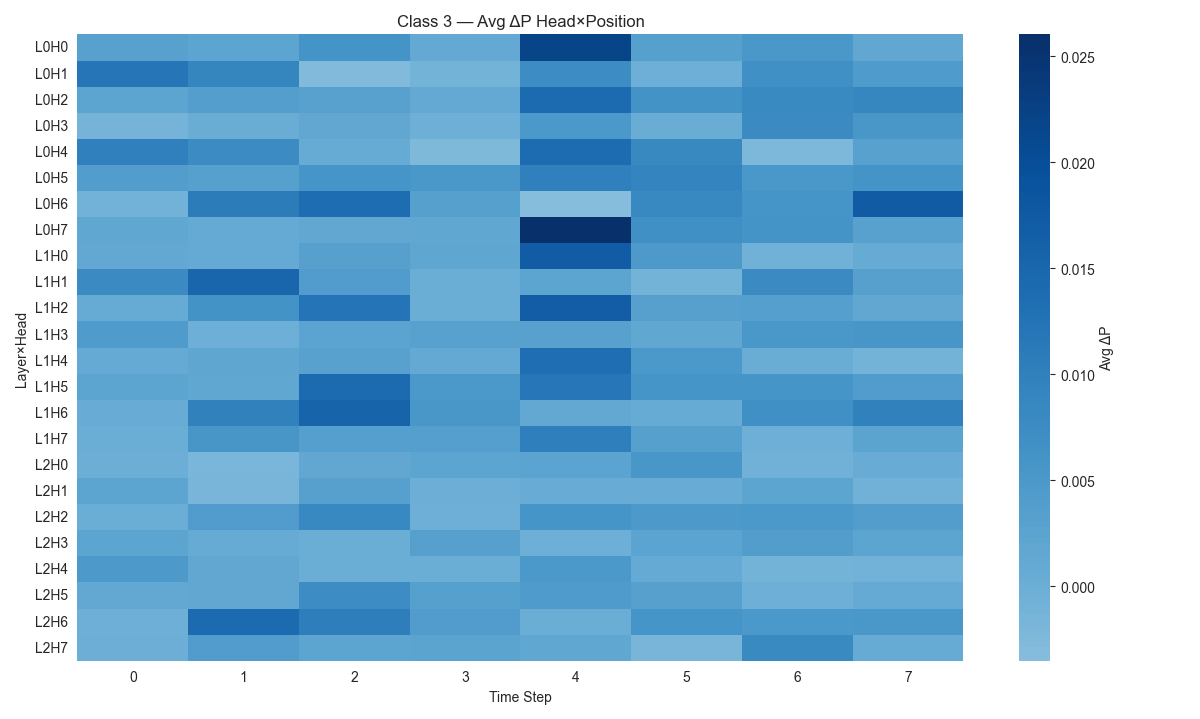 Class 3 — Avg ΔP Head×Position
L0H0
L0H1
L0H2
L0H3
L0H4
L0H5
L0H6
L0H7
L1H0
L1H1
L1H2
L1H3
L1H4
L1H5
L1H6
L1H7
L2H0
L2H1
L2H2
L2H3
L2H4
L2H5
L2H6
L2H7
Layer×Head
0 1 2 3 4 5 6 7
Time Step
0.025
0.020
0.015
0.010
0.005
0.000
Avg ΔP